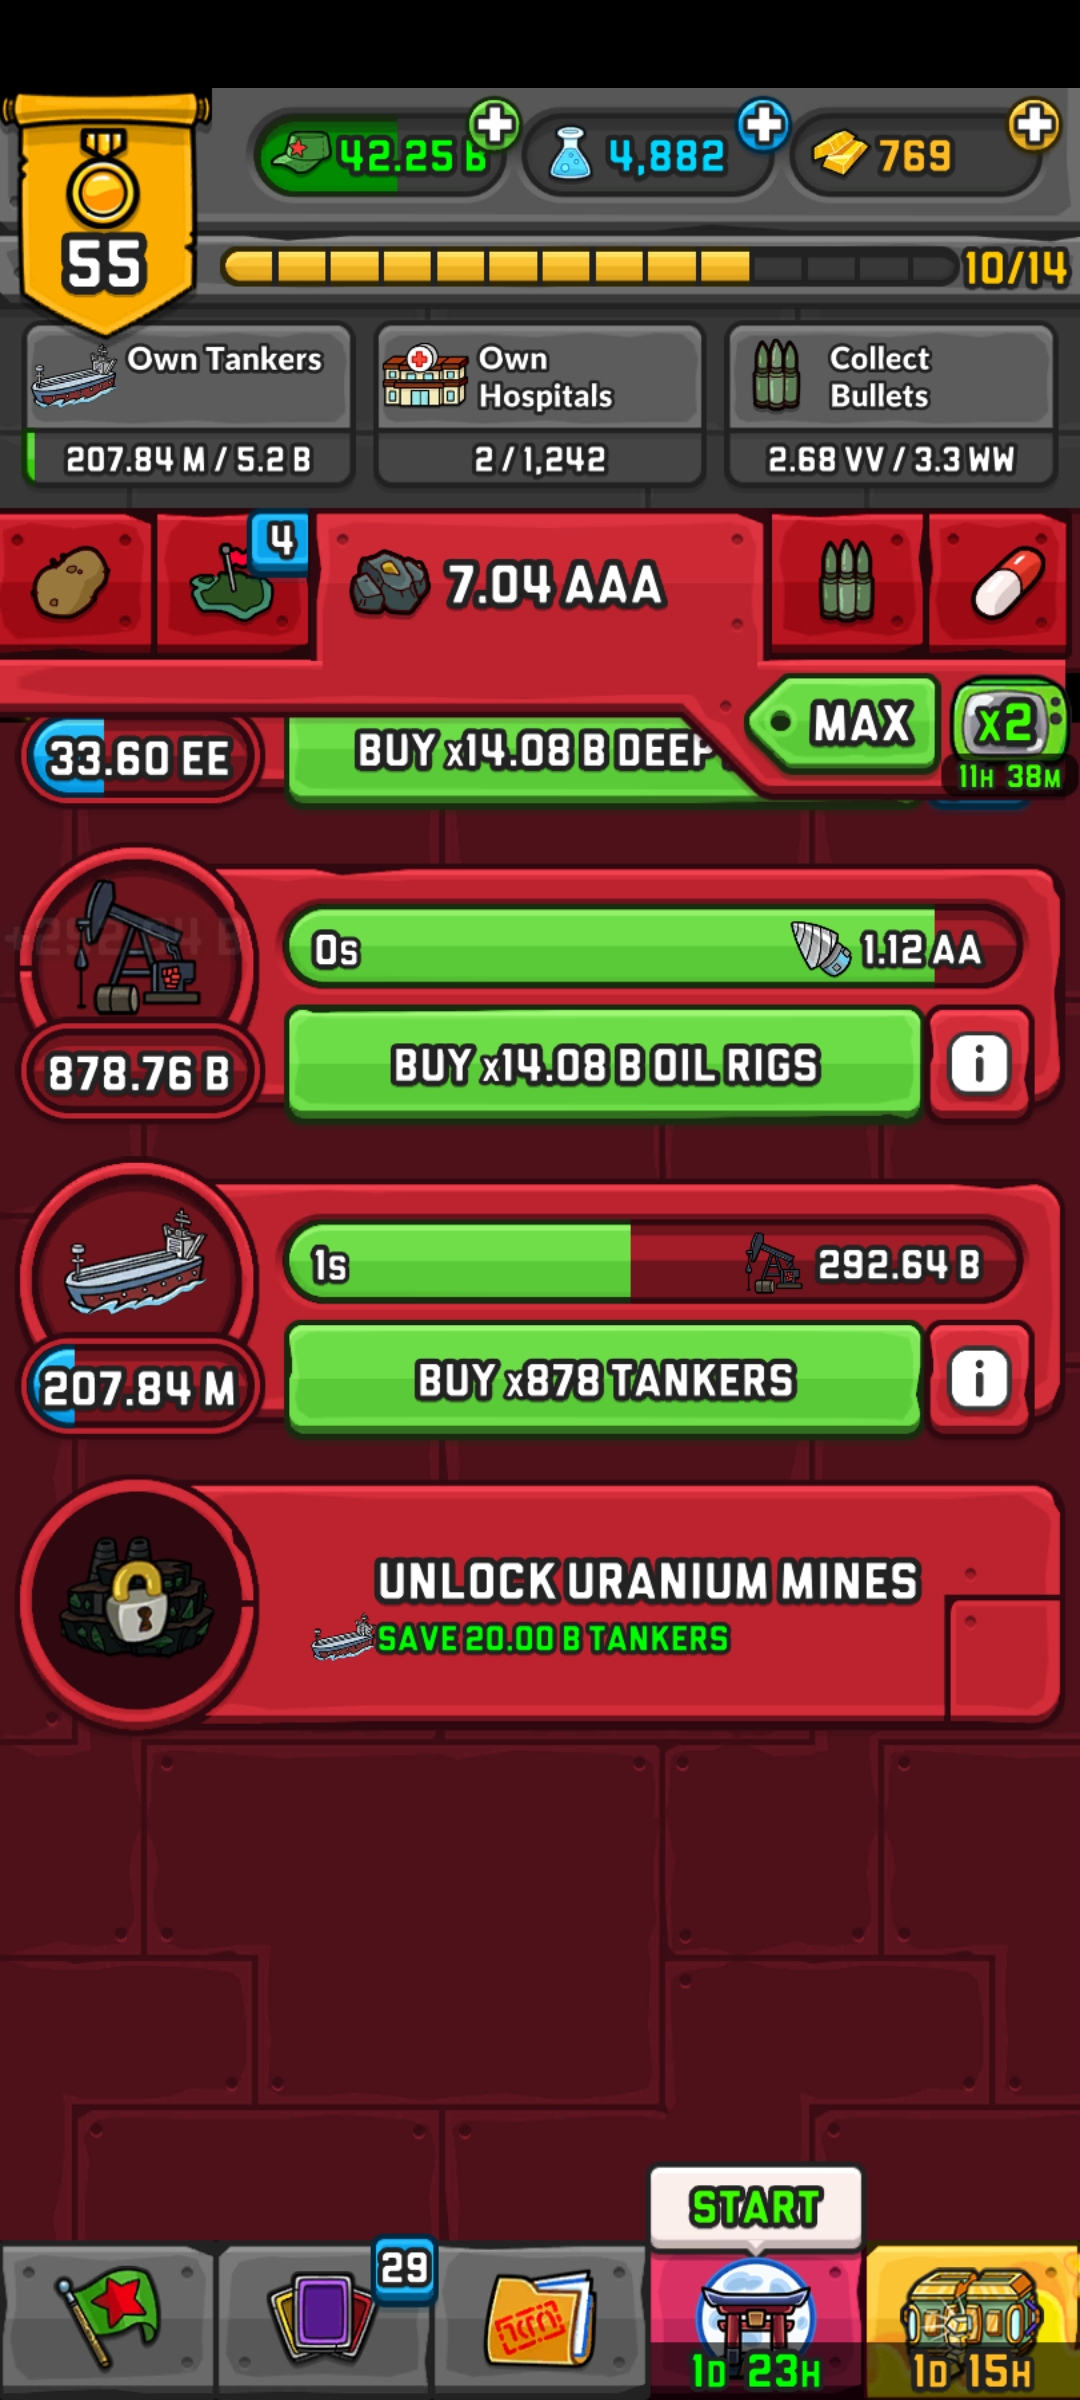 42.25 B
4,882
769
55
10/14
Own Tankers
207.84 M / 5.2 B
Own
Hospitals
2 / 1,242
Collect
Bullets
2.68 VV / 3.3 WW
4
7.04 AAA
MAX
x2
11H 38M
33.60 EE
BUY x14.08 B DEEP
0s
1.12 AA
878.76 B
BUY x14.08 B OIL RIGS
i
1s
292.64 B
207.84 M
BUY x878 TANKERS
i
UNLOCK URANIUM MINES
SAVE 20.00 B TANKERS
START
29
1D 23H
1D 15H